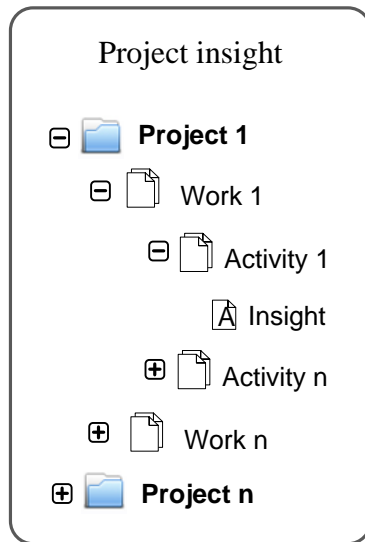 Project insight
Project 1
Work 1
Activity 1
A Insight
Activity n
Work n
Project n